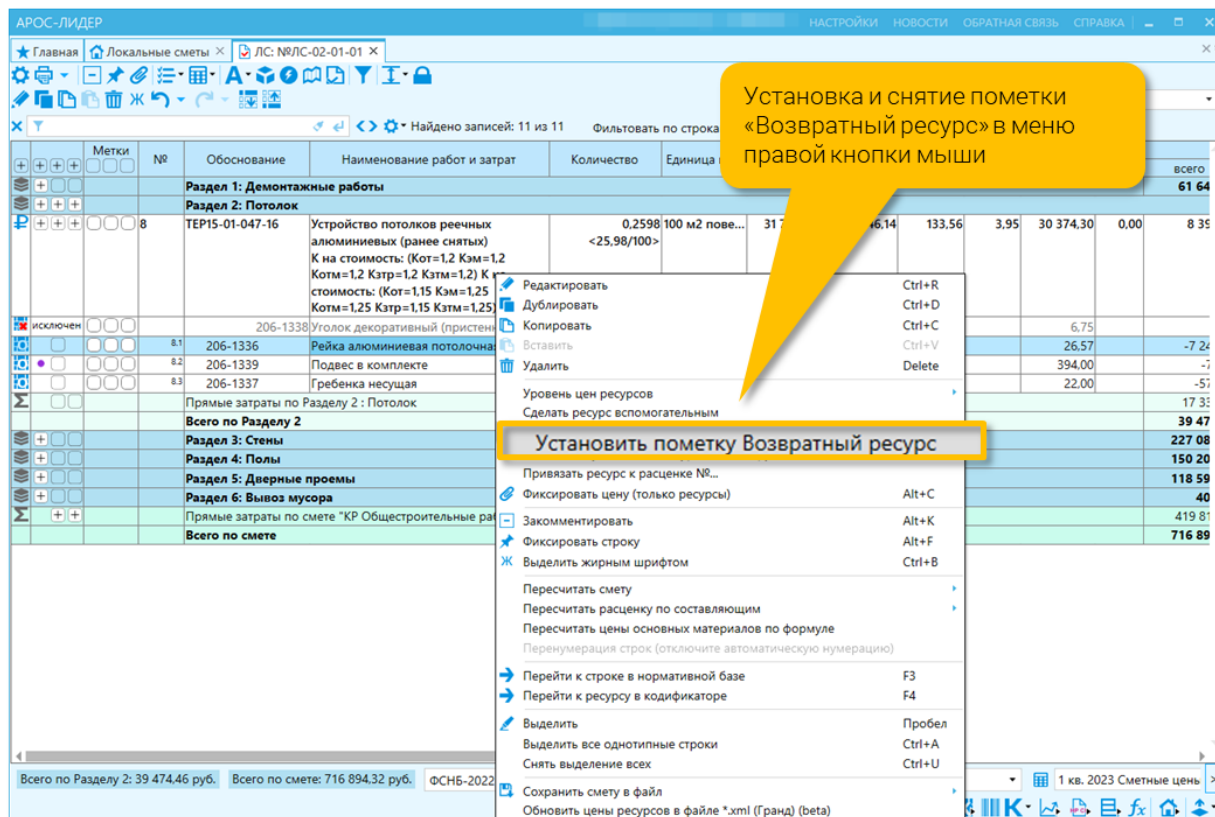 АРОС-ЛИДЕР
НАСТРОЙКИ НОВОСТИ ОБРАТНАЯ СВЯЗЬ СПРАВКА
Главная Локальные сметы ЛС: №ЛС-02-01-01
Установка и снятие пометки
«Возвратный ресурс» в меню
правой кнопки мыши
Найдено записей: 11 из 11 Фильтовать по строка
Метки № Обоснование Наименование работ и затрат Количество Единица всего
Раздел 1: Демонтажные работы 61 64
Раздел 2: Потолок
8 ТЕР15-01-047-16 Устройство потолков реечных 0,2598 100 м2 пове... 133,56 3,95 30 374,30 0,00 8 39
алюминиевых (ранее снятых) <25,98/100>
К на стоимость: (Кот=1,2 Кэм=1,2
Котм=1,2 Кзтр=1,2 Кзтм=1,2) К
стоимость: (Кот=1,15 Кэм=1,25
Котм=1,25 Кзтр=1,15 Кзтм=1,25)
исключен 206-1338 Уголок декоративный 6,75
8.1 206-1336 Рейка алюминиевая потолочная 26,57 -7 24
8.2 206-1339 Подвес в комплекте 394,00 -7
8.3 206-1337 Гребенка несущая 22,00 -57
Прямые затраты по Разделу 2 : Потолок 17 33
Всего по Разделу 2 39 47
Раздел 3: Стены 227 08
Раздел 4: Полы 150 20
Раздел 5: Дверные проемы 118 59
Раздел 6: Вывоз мусора 40
Прямые затраты по смете "КР Общестроительные 419 81
Всего по смете 716 89
Редактировать Ctrl+R
Дублировать Ctrl+D
Копировать Ctrl+C
Вставить Ctrl+V
Удалить Delete
Уровень цен ресурсов
Сделать ресурс вспомогательным
Установить пометку Возвратный ресурс
Привязать ресурс к расценке №...
Фиксировать цену (только ресурсы) Alt+C
Закомментировать Alt+K
Фиксировать строку Alt+F
Ж Выделить жирным шрифтом Ctrl+B
Пересчитать смету
Пересчитать расценку по составляющим
Пересчитать цены основных материалов по формуле
Перенумерация строк (отключите автоматическую нумерацию)
Перейти к строке в нормативной базе F3
Перейти к ресурсу в кодификаторе F4
Выделить Пробел
Выделить все однотипные строки Ctrl+A
Снять выделение всех Ctrl+U
Сохранить смету в файл
Обновить цены ресурсов в файле *.xml (Гранд) (beta)
Всего по Разделу 2: 39 474,46 руб. Всего по смете: 716 894,32 руб. ФСНБ-2022 1 кв. 2023 Сметные цень